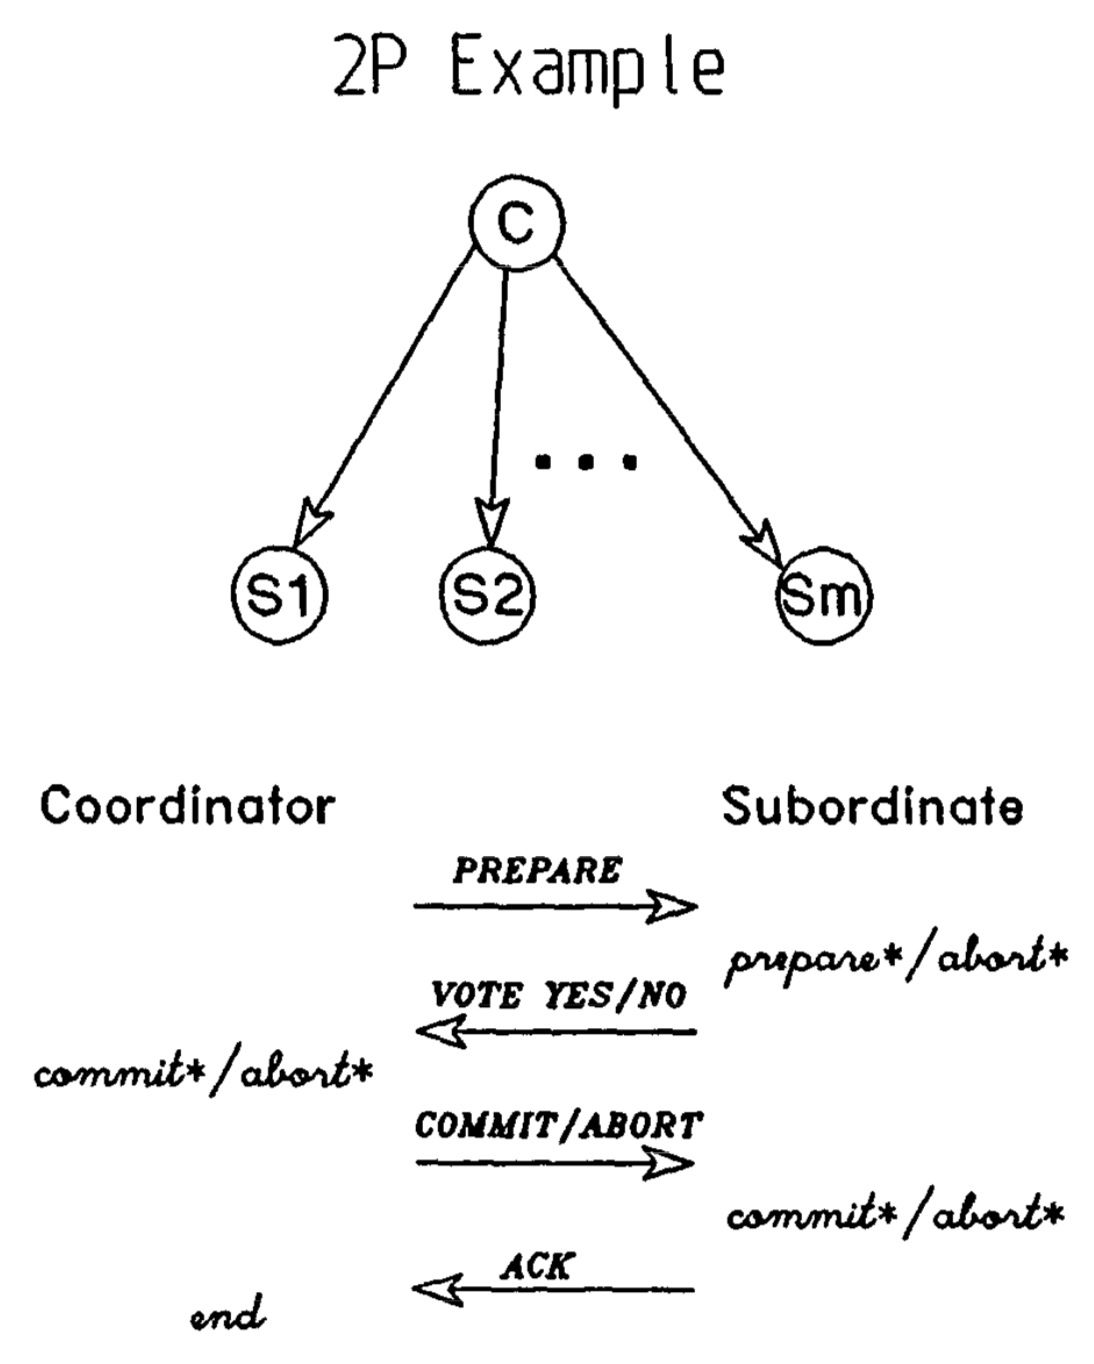 2P Example
C
S1 S2 Sm
Coordinator Subordinate
PREPARE
prepare*/abort*
VOTE YES/NO
commit*/abort*
COMMIT/ABORT
commit*/abort*
ACK
end